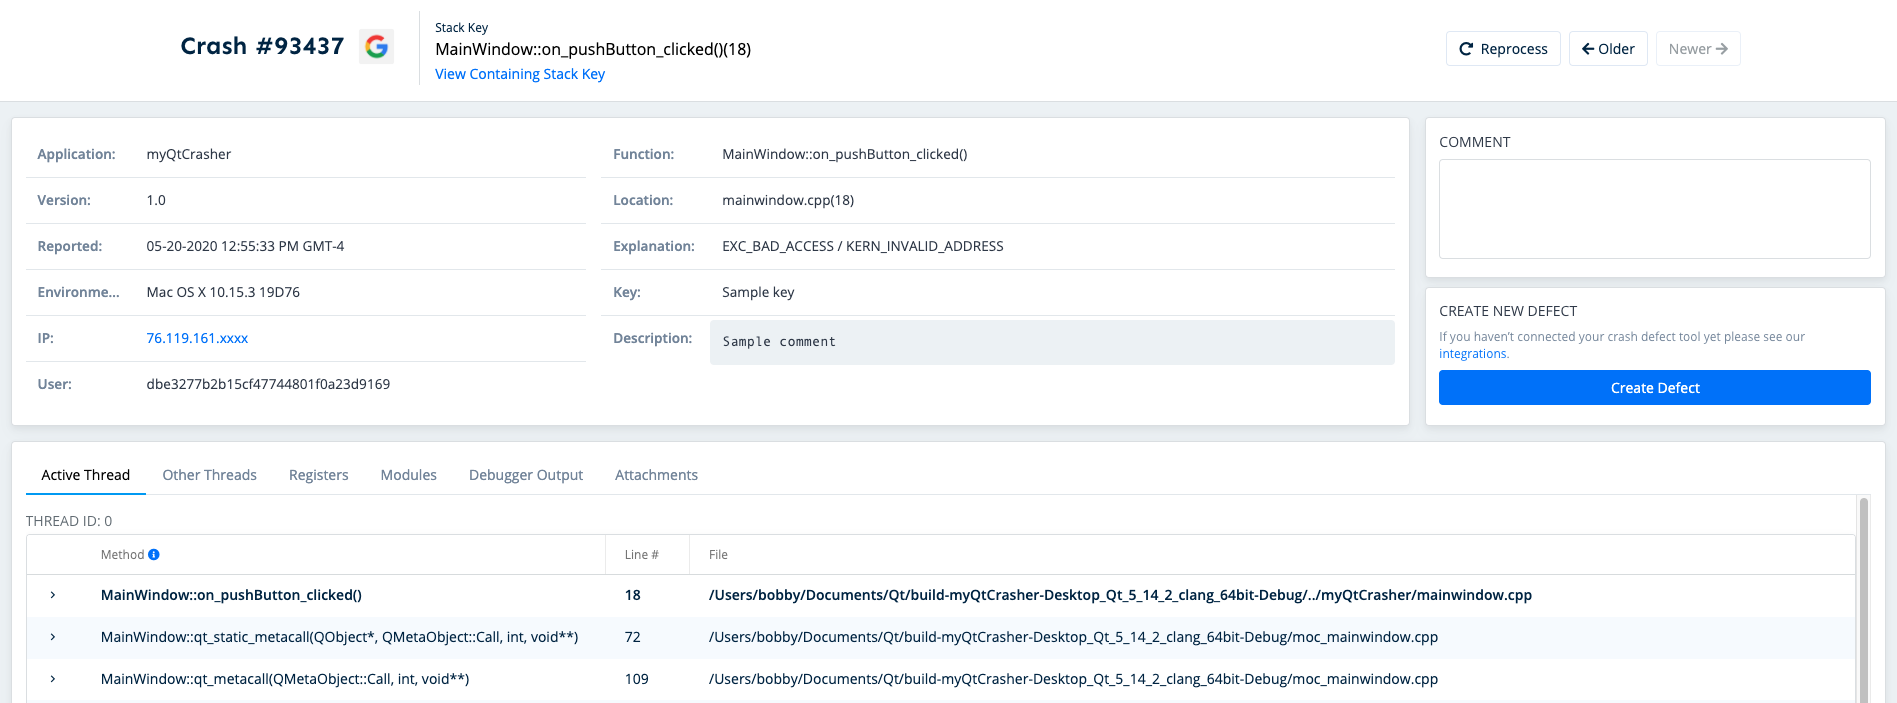 Crash #93437
Stack Key
MainWindow::on_pushButton_clicked()(18)
View Containing Stack Key
Reprocess
Older
Newer
Application: myQtCrasher
Version: 1.0
Reported: 05-20-2020 12:55:33 PM GMT-4
Environme... Mac OS X 10.15.3 19D76
IP: 76.119.161.xxxx
User: dbe3277b2b15cf47744801f0a23d9169
Function: MainWindow::on_pushButton_clicked()
Location: mainwindow.cpp(18)
Explanation: EXC_BAD_ACCESS / KERN_INVALID_ADDRESS
Key: Sample key
Description: Sample comment
COMMENT
CREATE NEW DEFECT
If you haven't connected your crash defect tool yet please see our
integrations.
Create Defect
Active Thread Other Threads Registers Modules Debugger Output Attachments
THREAD ID: 0
Method Line # File
MainWindow::on_pushButton_clicked() 18 /Users/bobby/Documents/Qt/build-myQtCrasher-Desktop_Qt_5_14_2_clang_64bit-Debug/../myQtCrasher/mainwindow.cpp
MainWindow::qt_static_metacall(QObject*, QMetaObject::Call, int, void**) 72 /Users/bobby/Documents/Qt/build-myQtCrasher-Desktop_Qt_5_14_2_clang_64bit-Debug/moc_mainwindow.cpp
MainWindow::qt_metacall(QMetaObject::Call, int, void**) 109 /Users/bobby/Documents/Qt/build-myQtCrasher-Desktop_Qt_5_14_2_clang_64bit-Debug/moc_mainwindow.cpp